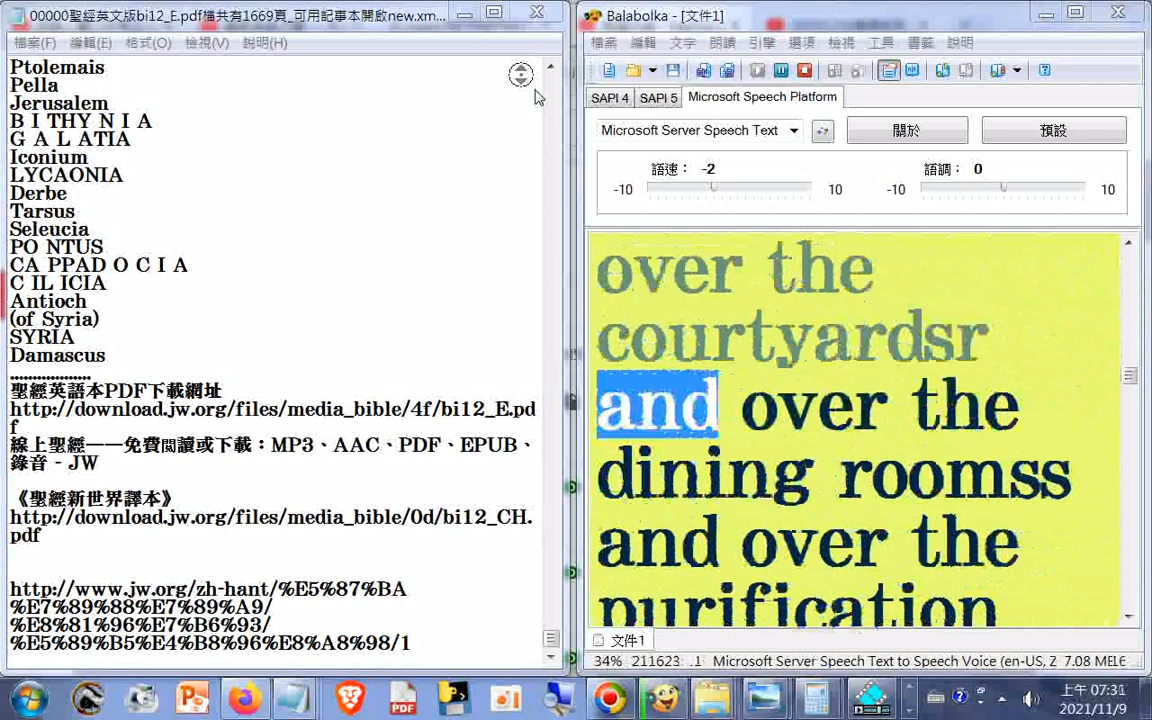 00000聖經英文版bi12_E.pdf檔共有1669頁_可用記事本開啟new.xm...
檔案(F) 編輯(E) 格式(O) 檢視(V) 說明(H)
Ptolemais
Pella
Jerusalem
B I THY N I A
G A L ATIA
Iconium
LYCAONIA
Derbe
Tarsus
Seleucia
PO NTUS
CA PPAD O C I A
C IL ICIA
Antioch
(of Syria)
SYRIA
Damascus
..................
聖經英語本PDF下載網址
http://download.jw.org/files/media_bible/4f/bi12_E.pd
f
線上聖經——免費閱讀或下載：MP3、AAC、PDF、EPUB、
錄音 - JW
《聖經新世界譯本》
http://download.jw.org/files/media_bible/0d/bi12_CH.
pdf
http://www.jw.org/zh-hant/%E5%87%BA
%E7%89%88%E7%89%A9/
%E8%81%96%E7%B6%93/
%E5%89%B5%E4%B8%96%E8%A8%98/1
Balabolka - [文件1]
檔案 編輯 文字 朗讀 引擎 選項 檢視 工具 書籤 說明
SAPI 4 SAPI 5 Microsoft Speech Platform
Microsoft Server Speech Text 關於 預設
語速： -2 語調： 0
-10 10 -10 10
over the
courtyardsr
and over the
dining roomss
and over the
purification
文件1
34% 211623 .1 Microsoft Server Speech Text to Speech Voice (en-US, Z 7.08 MEL6
上午 07:31
2021/11/9